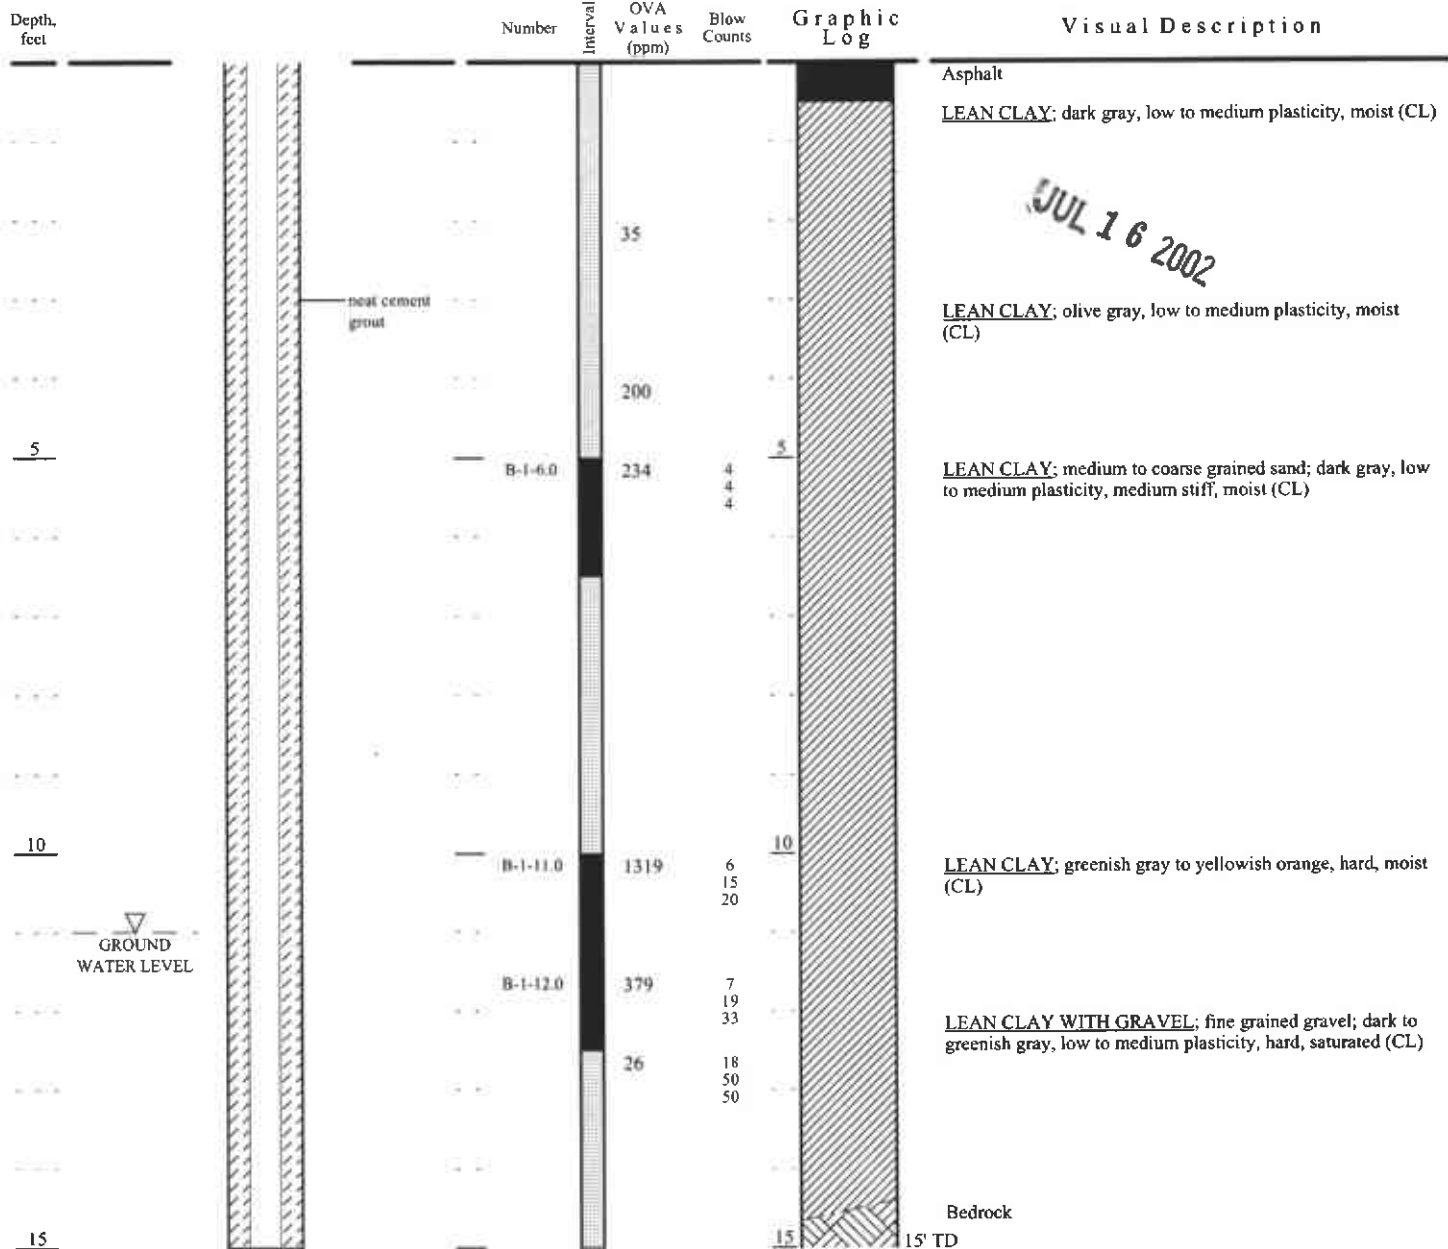 Depth,
feet
Number
Interval
OVA
Values
(ppm)
Blow
Counts
Graphic
Log
Visual Description
Asphalt
LEAN CLAY; dark gray, low to medium plasticity, moist (CL)
JUL 16 2002
35
neat cement
grout
LEAN CLAY; olive gray, low to medium plasticity, moist
(CL)
200
5
5
B-1-6.0
234
4
4
4
LEAN CLAY; medium to coarse grained sand; dark gray, low
to medium plasticity, medium stiff, moist (CL)
10
10
B-1-11.0
1319
6
15
20
LEAN CLAY; greenish gray to yellowish orange, hard, moist
(CL)
GROUND
WATER LEVEL
B-1-12.0
379
7
19
33
LEAN CLAY WITH GRAVEL; fine grained gravel; dark to
greenish gray, low to medium plasticity, hard, saturated (CL)
26
18
50
50
Bedrock
15
15
15' TD